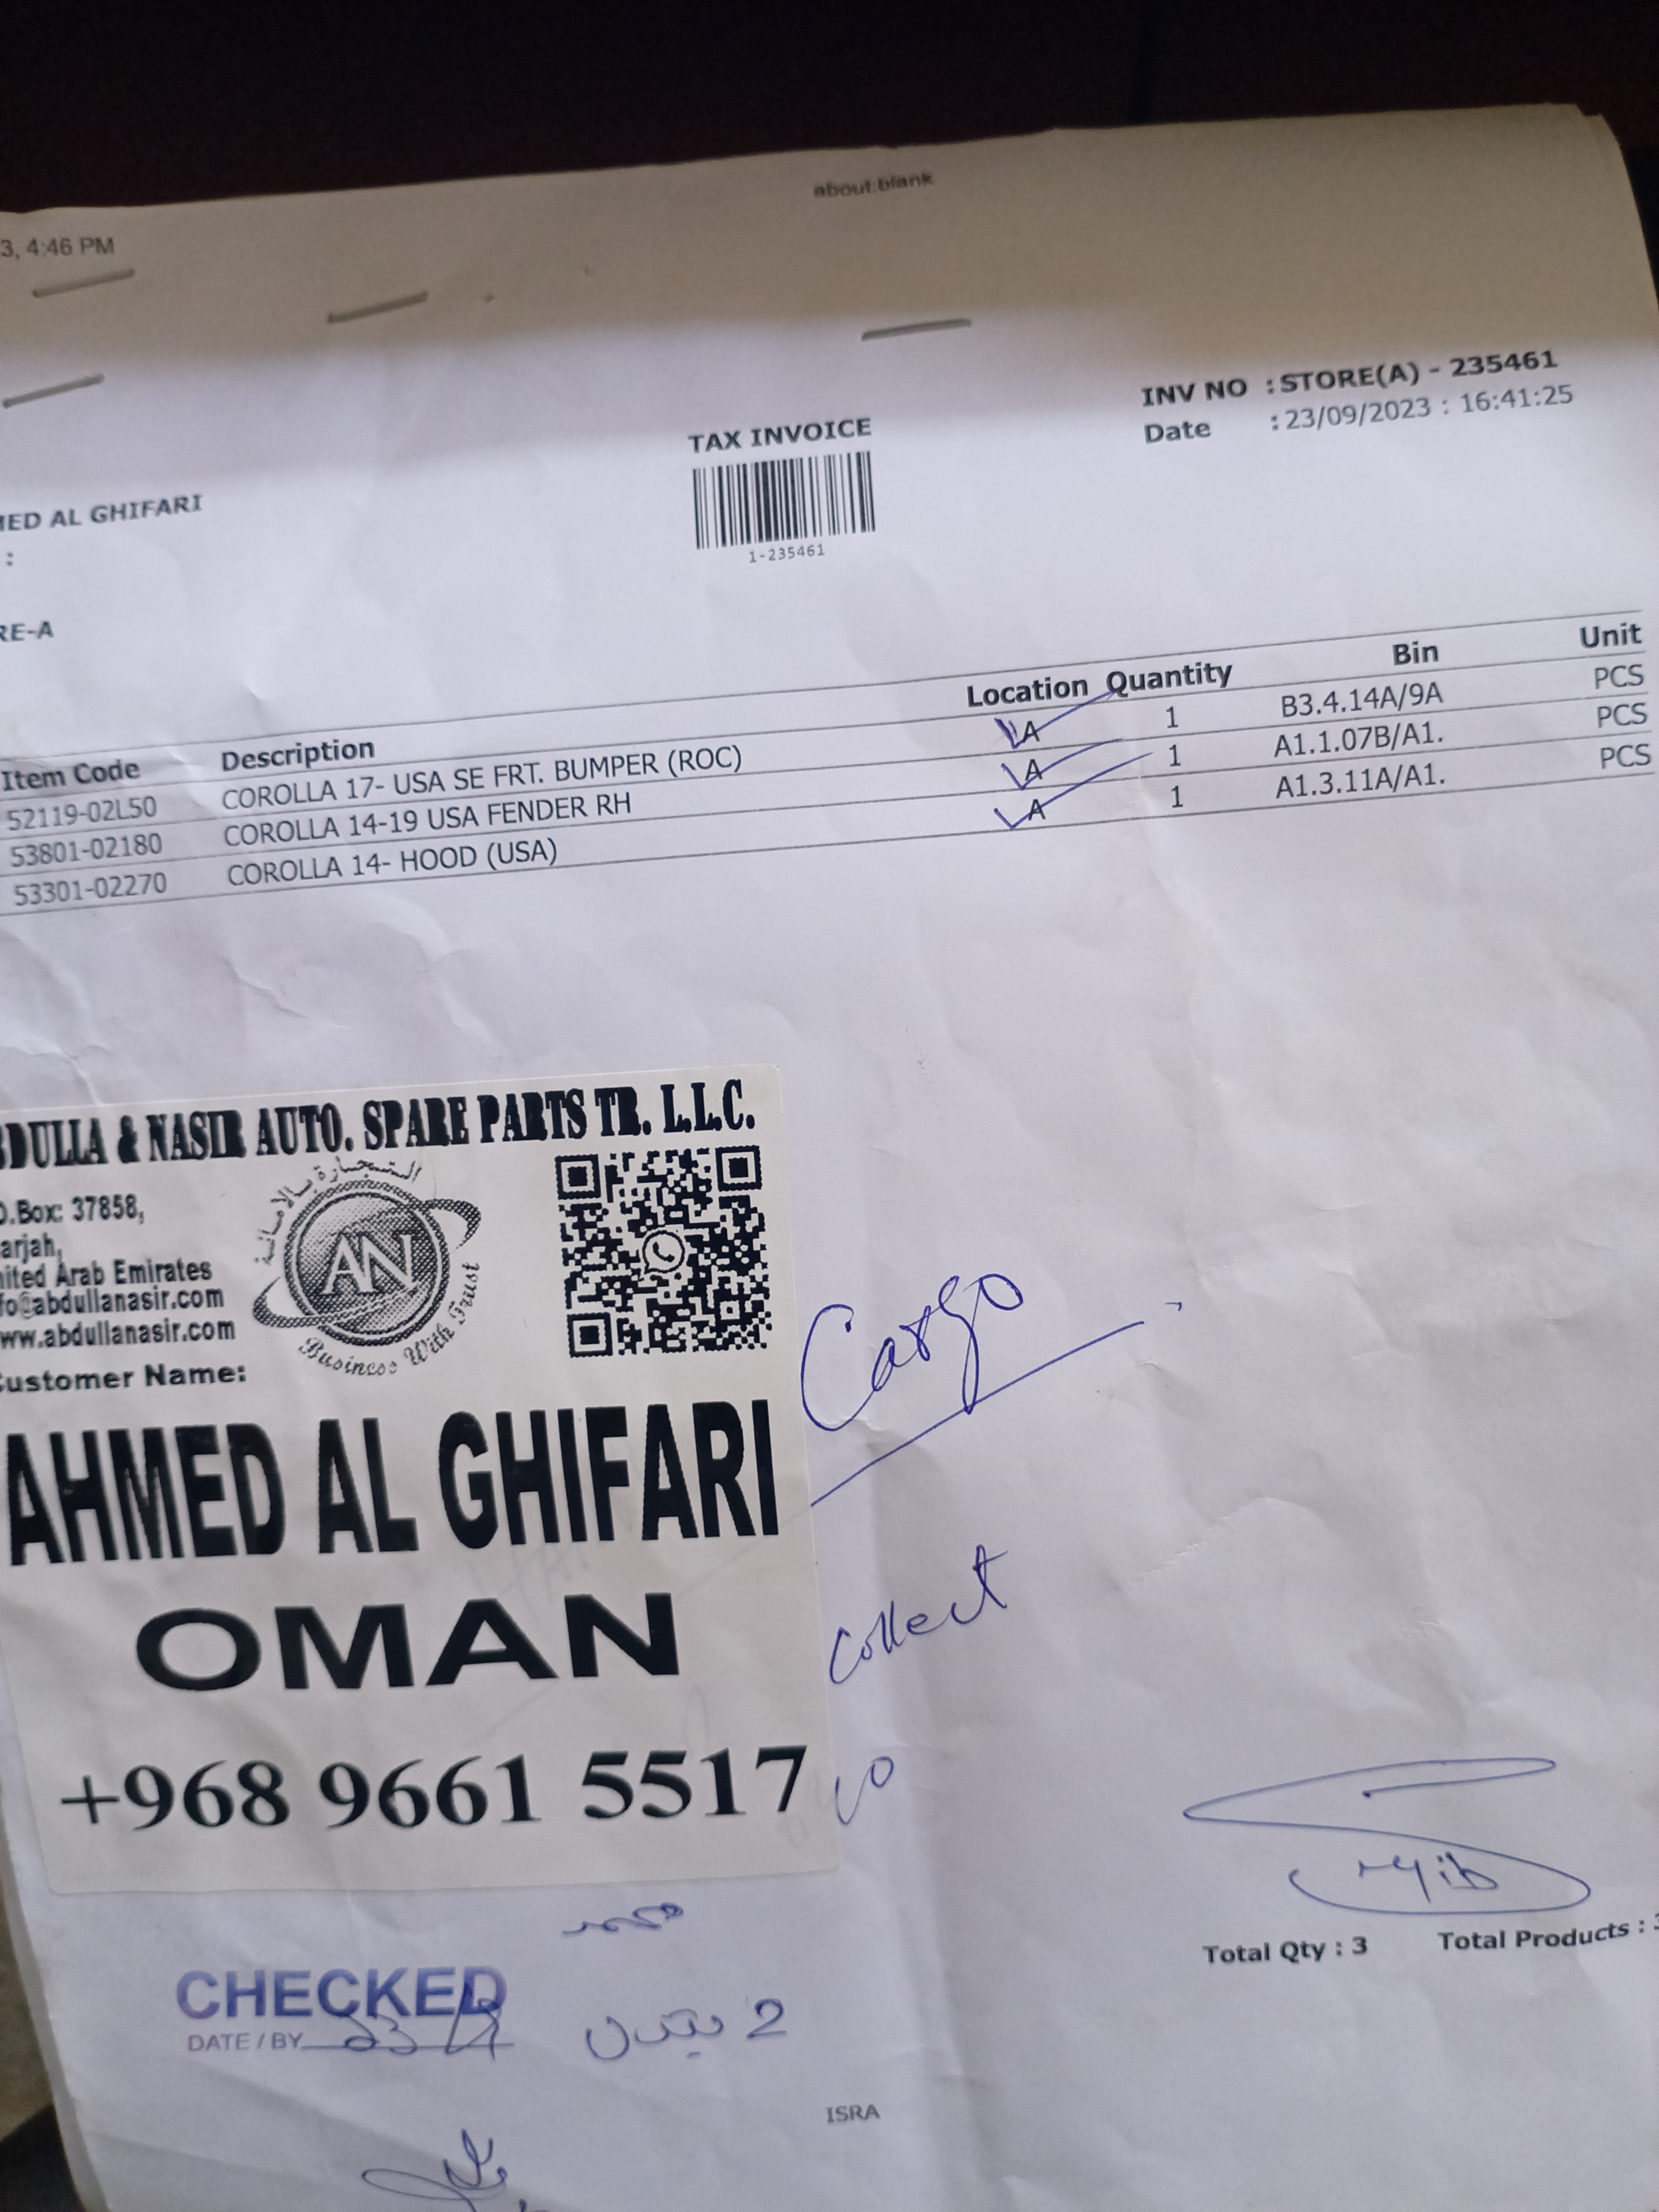 about:blank
3, 4:46 PM
INV NO : STORE(A) - 235461
Date : 23/09/2023 : 16:41:25
TAX INVOICE
1-235461
MED AL GHIFARI
:
RE-A
Item Code Description Location Quantity Bin Unit
52119-02L50 COROLLA 17- USA SE FRT. BUMPER (ROC) A 1 B3.4.14A/9A PCS
53801-02180 COROLLA 14-19 USA FENDER RH A 1 A1.1.07B/A1. PCS
53301-02270 COROLLA 14- HOOD (USA) A 1 A1.3.11A/A1. PCS
BDULLA & NASIR AUTO. SPARE PARTS TR. L.L.C.
O.Box: 37858,
arjah,
nited Arab Emirates
fo@abdullanasir.com
ww.abdullanasir.com
التجارة بالأمانة
AN
Business With Trust
Customer Name:
AHMED AL GHIFARI
OMAN
+968 9661 5517
Cargo
Collect
Total Qty : 3 Total Products : 3
CHECKED
DATE / BY 23
2
ISRA